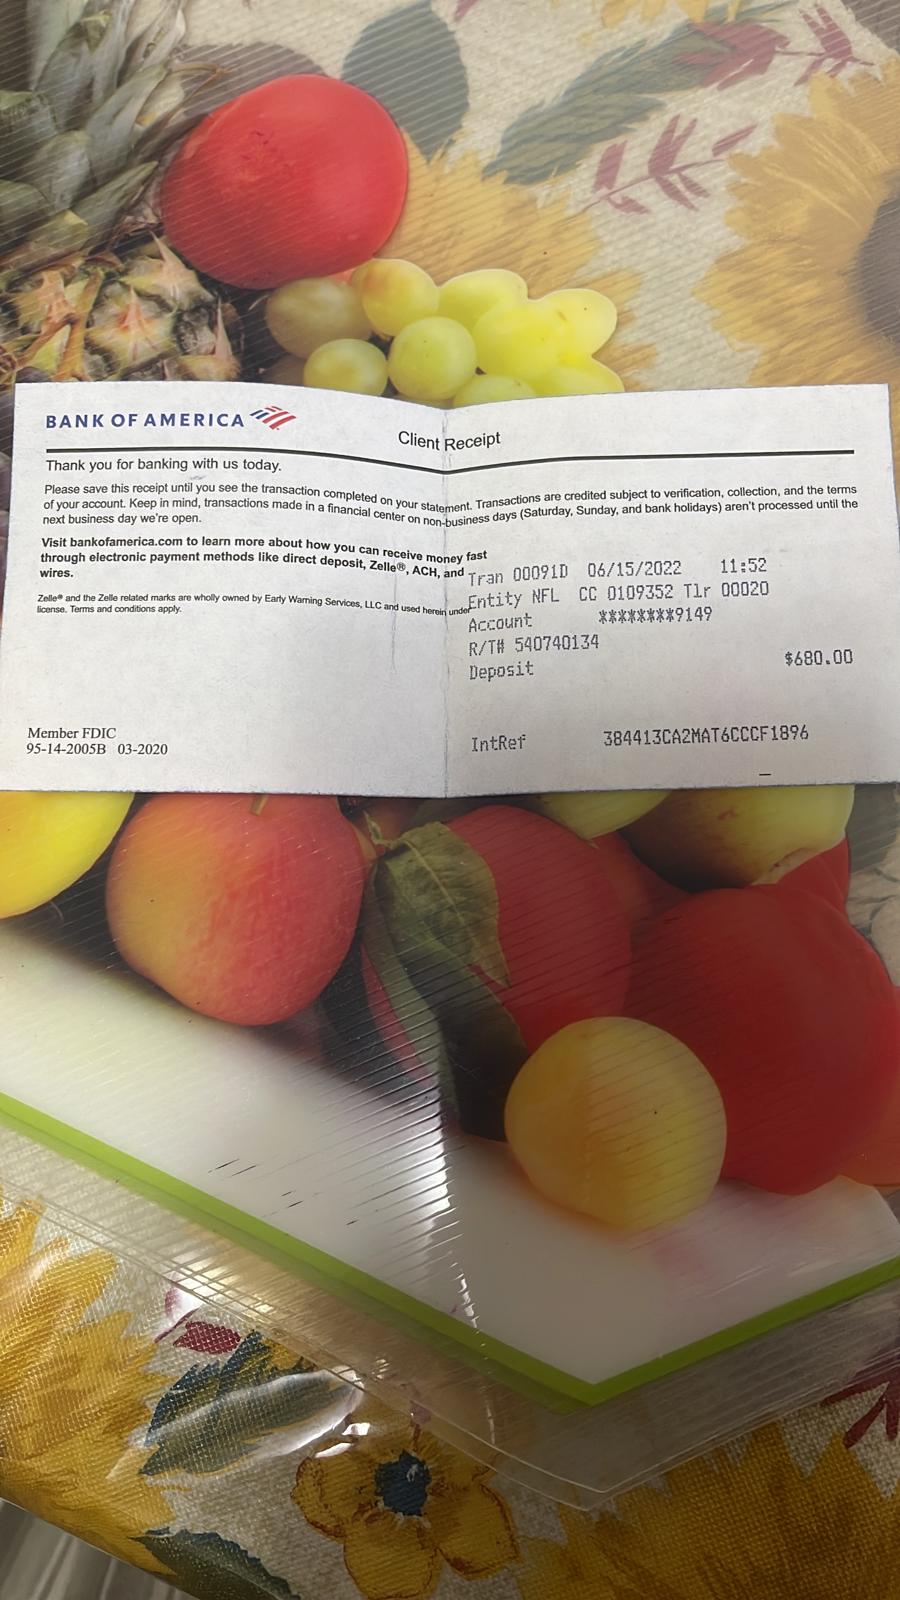 BANK OF AMERICA
Client Receipt
Thank you for banking with us today.
Please save this receipt until you see the transaction completed on your statement. Transactions are credited subject to verification, collection, and the terms
of your account. Keep in mind, transactions made in a financial center on non-business days (Saturday, Sunday, and bank holidays) aren't processed until the
next business day we're open.
Visit bankofamerica.com to learn more about how you can receive money fast
through electronic payment methods like direct deposit, Zelle®, ACH, and
wires.
Zelle® and the Zelle related marks are wholly owned by Early Warning Services, LLC and used herein under
license. Terms and conditions apply.
Tran 00091D 06/15/2022 11:52
Entity NFL CC 0109352 Tlr 00020
Account ********9149
R/T# 540740134
Deposit $680.00
IntRef 384413CA2MAT6CCCF1896
Member FDIC
95-14-2005B 03-2020